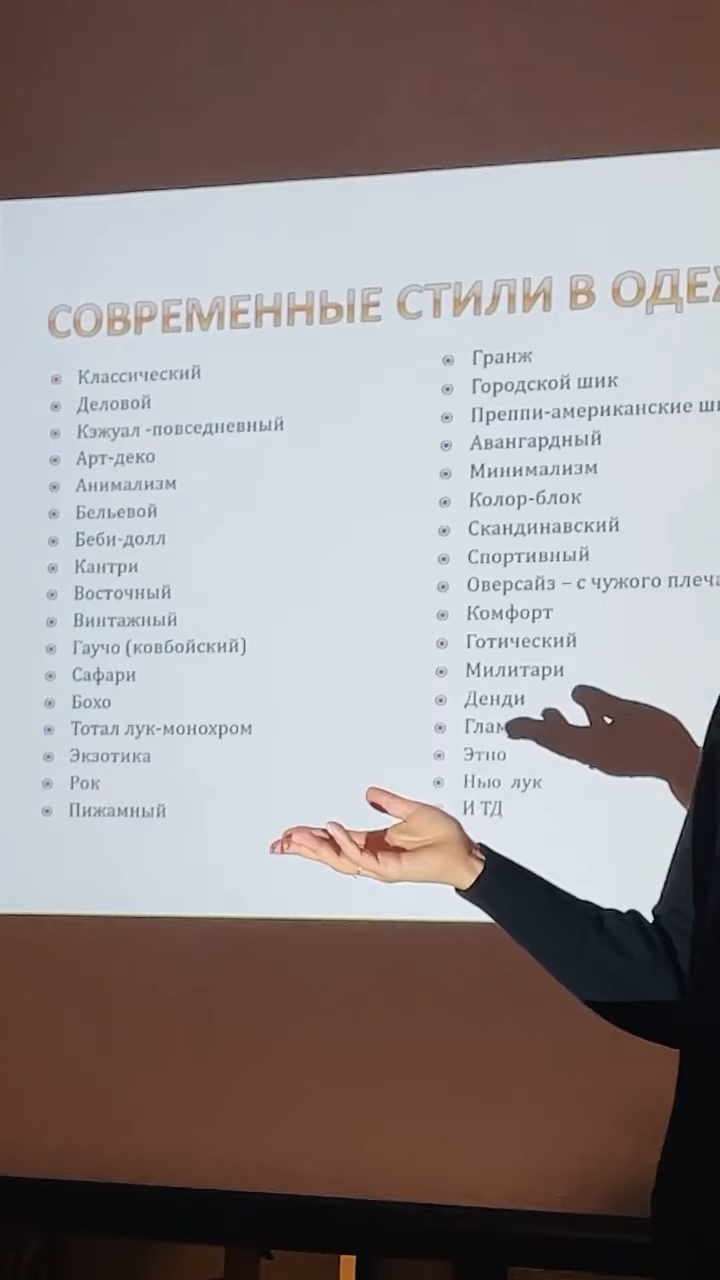 СОВРЕМЕННЫЕ СТИЛИ В
Классический
Деловой
Кэжуал -повседневный
Арт-деко
Анимализм
Бельевой
Беби-долл
Кантри
Восточный
Винтажный
Гаучо (ковбойский)
Сафари
Бохо
Тотал лук-монохром
Экзотика
Рок
Пижамный
Гранж
Городской шик
Преппи-американские
Авангардный
Минимализм
Колор-блок
Скандинавский
Спортивный
Оверсайз – с чужого плеча
Комфорт
Готический
Милитари
Денди
Этно
Нью лук
И ТД